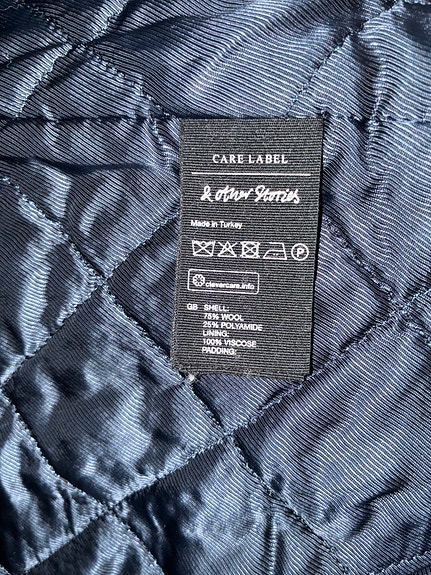 CARE LABEL
& other Stories
Made in Turkey
P
clevercare.info
GB SHELL:
75% WOOL
25% POLYAMIDE
LINING:
100% VISCOSE
PADDING: